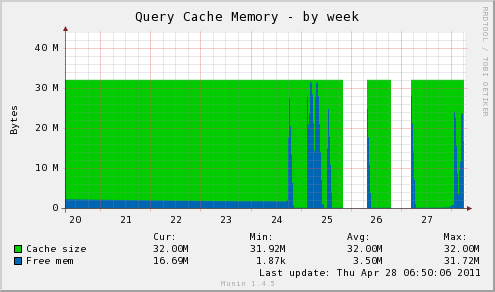 Query Cache Memory - by week
RRDTOOL / TOBI OETIKER
Bytes
40 M
30 M
20 M
10 M
0
20 21 22 23 24 25 26 27
Cur: Min: Avg: Max:
Cache size 32.00M 31.92M 32.00M 32.00M
Free mem 16.69M 1.87k 3.50M 31.72M
Last update: Thu Apr 28 06:50:06 2011
Munin 1.4.5